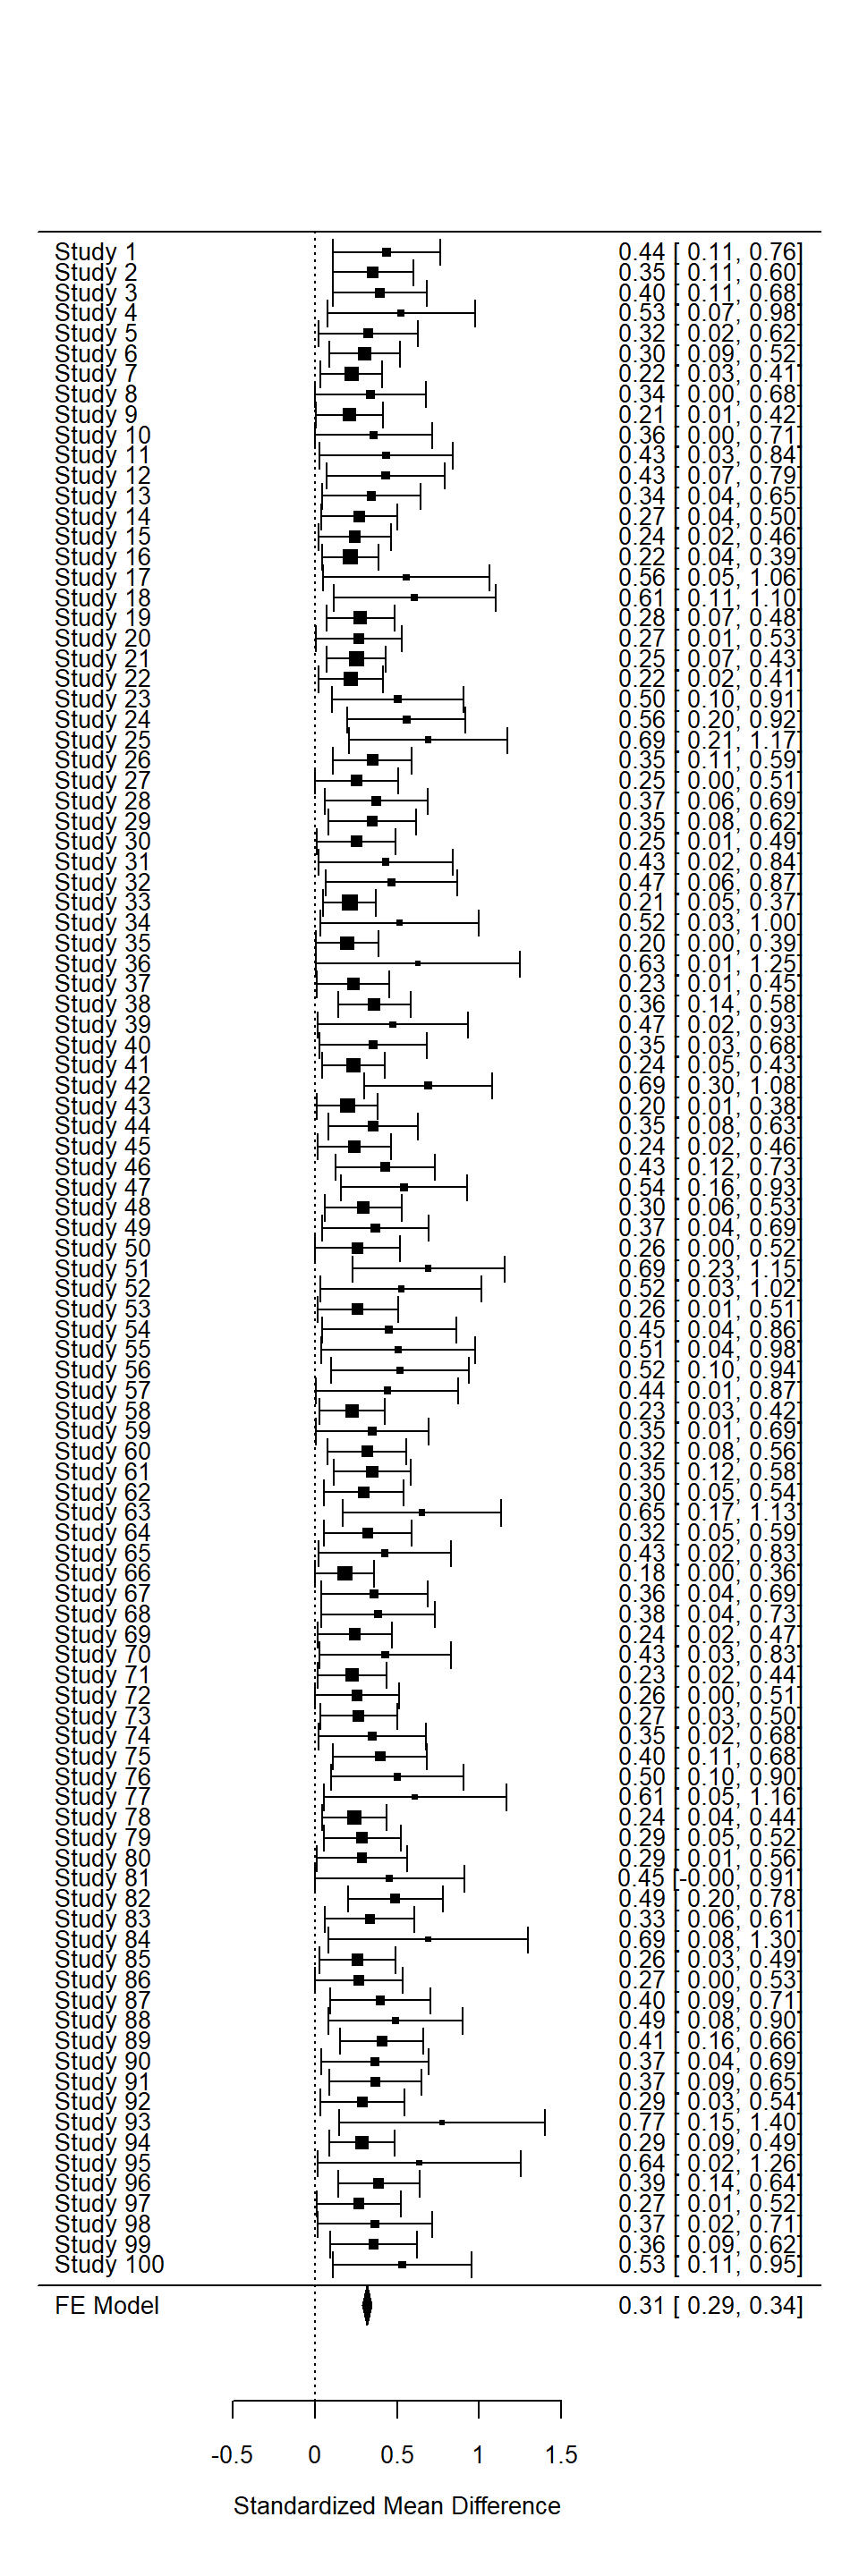 Study 1 0.44 [ 0.11, 0.76]
Study 2 0.35 [ 0.11, 0.60]
Study 3 0.40 [ 0.11, 0.68]
Study 4 0.53 [ 0.07, 0.98]
Study 5 0.32 [ 0.02, 0.62]
Study 6 0.30 [ 0.09, 0.52]
Study 7 0.22 [ 0.03, 0.41]
Study 8 0.34 [ 0.00, 0.68]
Study 9 0.21 [ 0.01, 0.42]
Study 10 0.36 [ 0.00, 0.71]
Study 11 0.43 [ 0.03, 0.84]
Study 12 0.43 [ 0.07, 0.79]
Study 13 0.34 [ 0.04, 0.65]
Study 14 0.27 [ 0.04, 0.50]
Study 15 0.24 [ 0.02, 0.46]
Study 16 0.22 [ 0.04, 0.39]
Study 17 0.56 [ 0.05, 1.06]
Study 18 0.61 [ 0.11, 1.10]
Study 19 0.28 [ 0.07, 0.48]
Study 20 0.27 [ 0.01, 0.53]
Study 21 0.25 [ 0.07, 0.43]
Study 22 0.22 [ 0.02, 0.41]
Study 23 0.50 [ 0.10, 0.91]
Study 24 0.56 [ 0.20, 0.92]
Study 25 0.69 [ 0.21, 1.17]
Study 26 0.35 [ 0.11, 0.59]
Study 27 0.25 [ 0.00, 0.51]
Study 28 0.37 [ 0.06, 0.69]
Study 29 0.35 [ 0.08, 0.62]
Study 30 0.25 [ 0.01, 0.49]
Study 31 0.43 [ 0.02, 0.84]
Study 32 0.47 [ 0.06, 0.87]
Study 33 0.21 [ 0.05, 0.37]
Study 34 0.52 [ 0.03, 1.00]
Study 35 0.20 [ 0.00, 0.39]
Study 36 0.63 [ 0.01, 1.25]
Study 37 0.23 [ 0.01, 0.45]
Study 38 0.36 [ 0.14, 0.58]
Study 39 0.47 [ 0.02, 0.93]
Study 40 0.35 [ 0.03, 0.68]
Study 41 0.24 [ 0.05, 0.43]
Study 42 0.69 [ 0.30, 1.08]
Study 43 0.20 [ 0.01, 0.38]
Study 44 0.35 [ 0.08, 0.63]
Study 45 0.24 [ 0.02, 0.46]
Study 46 0.43 [ 0.12, 0.73]
Study 47 0.54 [ 0.16, 0.93]
Study 48 0.30 [ 0.06, 0.53]
Study 49 0.37 [ 0.04, 0.69]
Study 50 0.26 [ 0.00, 0.52]
Study 51 0.69 [ 0.23, 1.15]
Study 52 0.52 [ 0.03, 1.02]
Study 53 0.26 [ 0.01, 0.51]
Study 54 0.45 [ 0.04, 0.86]
Study 55 0.51 [ 0.04, 0.98]
Study 56 0.52 [ 0.10, 0.94]
Study 57 0.44 [ 0.01, 0.87]
Study 58 0.23 [ 0.03, 0.42]
Study 59 0.35 [ 0.01, 0.69]
Study 60 0.32 [ 0.08, 0.56]
Study 61 0.35 [ 0.12, 0.58]
Study 62 0.30 [ 0.05, 0.54]
Study 63 0.65 [ 0.17, 1.13]
Study 64 0.32 [ 0.05, 0.59]
Study 65 0.43 [ 0.02, 0.83]
Study 66 0.18 [ 0.00, 0.36]
Study 67 0.36 [ 0.04, 0.69]
Study 68 0.38 [ 0.04, 0.73]
Study 69 0.24 [ 0.02, 0.47]
Study 70 0.43 [ 0.03, 0.83]
Study 71 0.23 [ 0.02, 0.44]
Study 72 0.26 [ 0.00, 0.51]
Study 73 0.27 [ 0.03, 0.50]
Study 74 0.35 [ 0.02, 0.68]
Study 75 0.40 [ 0.11, 0.68]
Study 76 0.50 [ 0.10, 0.90]
Study 77 0.61 [ 0.05, 1.16]
Study 78 0.24 [ 0.04, 0.44]
Study 79 0.29 [ 0.05, 0.52]
Study 80 0.29 [ 0.01, 0.56]
Study 81 0.45 [-0.00, 0.91]
Study 82 0.49 [ 0.20, 0.78]
Study 83 0.33 [ 0.06, 0.61]
Study 84 0.69 [ 0.08, 1.30]
Study 85 0.26 [ 0.03, 0.49]
Study 86 0.27 [ 0.00, 0.53]
Study 87 0.40 [ 0.09, 0.71]
Study 88 0.49 [ 0.08, 0.90]
Study 89 0.41 [ 0.16, 0.66]
Study 90 0.37 [ 0.04, 0.69]
Study 91 0.37 [ 0.09, 0.65]
Study 92 0.29 [ 0.03, 0.54]
Study 93 0.77 [ 0.15, 1.40]
Study 94 0.29 [ 0.09, 0.49]
Study 95 0.64 [ 0.02, 1.26]
Study 96 0.39 [ 0.14, 0.64]
Study 97 0.27 [ 0.01, 0.52]
Study 98 0.37 [ 0.02, 0.71]
Study 99 0.36 [ 0.09, 0.62]
Study 100 0.53 [ 0.11, 0.95]
FE Model 0.31 [ 0.29, 0.34]
-0.5 0 0.5 1 1.5
Standardized Mean Difference